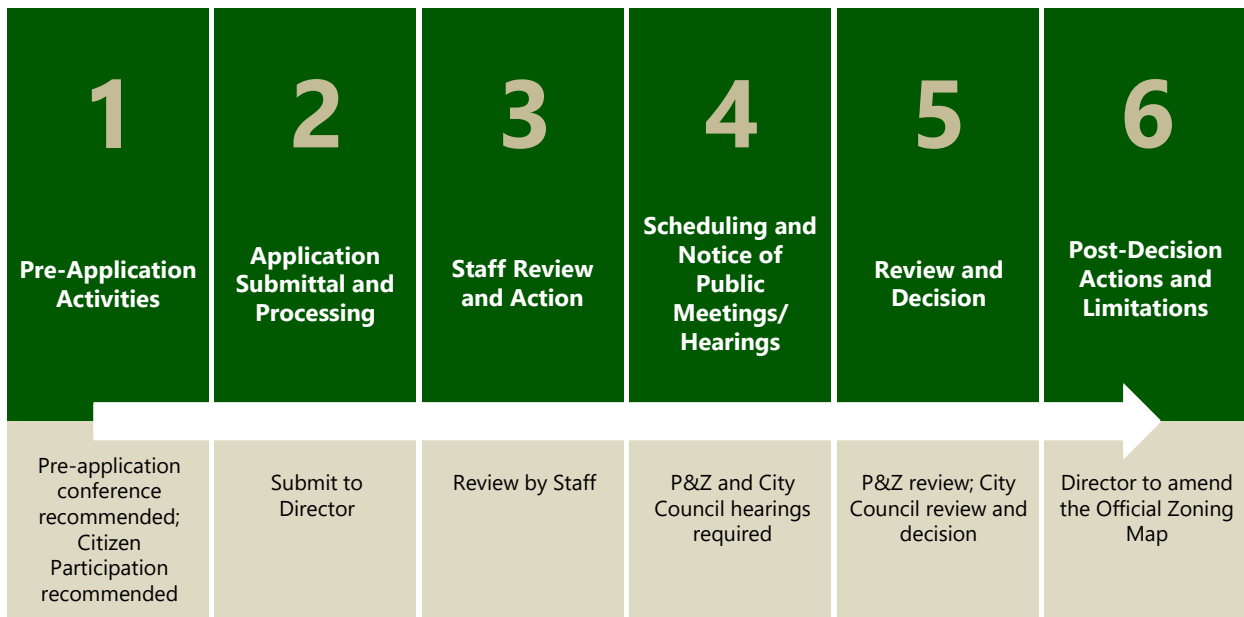 1
Pre-Application
Activities
Pre-application
conference
recommended;
Citizen
Participation
recommended
2
Application
Submittal and
Processing
Submit to
Director
3
Staff Review
and Action
Review by Staff
4
Scheduling and
Notice of
Public
Meetings/
Hearings
P&Z and City
Council hearings
required
5
Review and
Decision
P&Z review; City
Council review and
decision
6
Post-Decision
Actions and
Limitations
Director to amend
the Official Zoning
Map